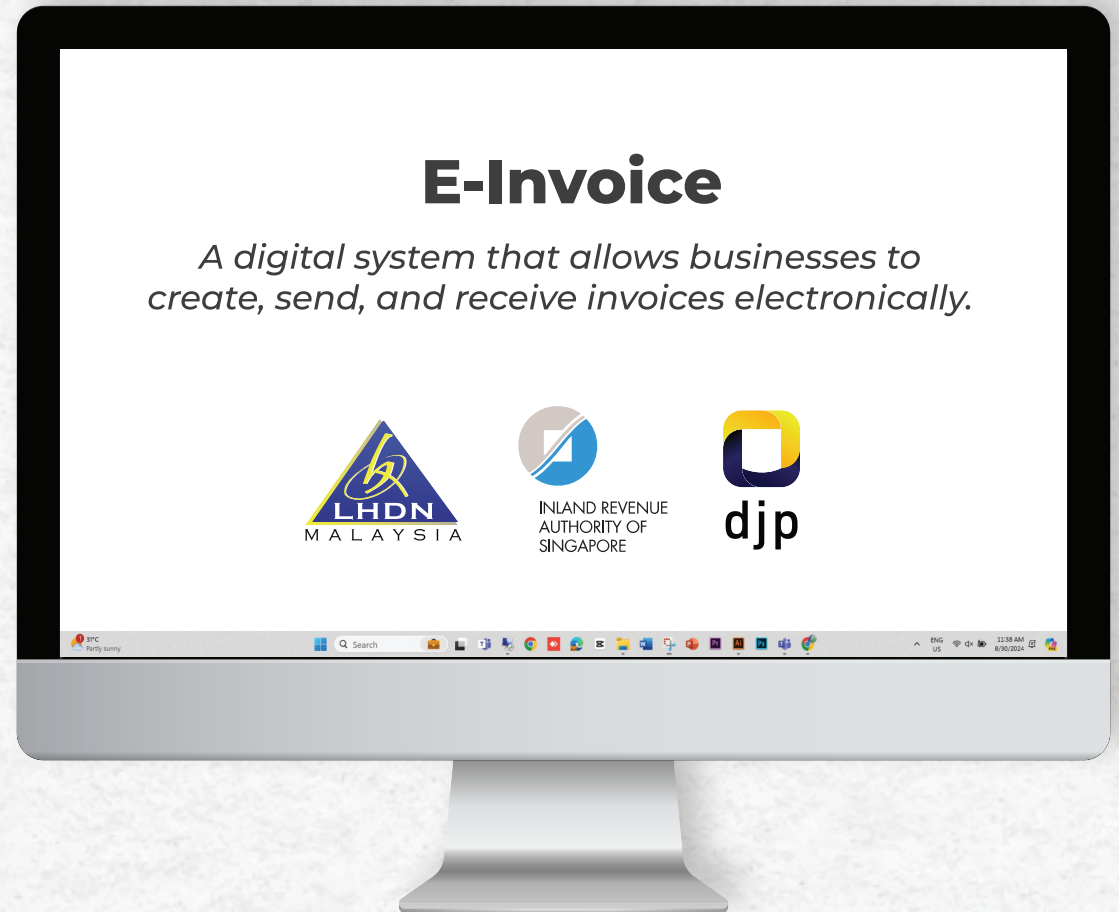 E-Invoice
A digital system that allows businesses to
create, send, and receive invoices electronically.
LHDN
MALAYSIA
INLAND REVENUE
AUTHORITY OF
SINGAPORE
djp
1
31°C
Partly sunny
Search
ENG
US
11:38 AM
8/30/2024